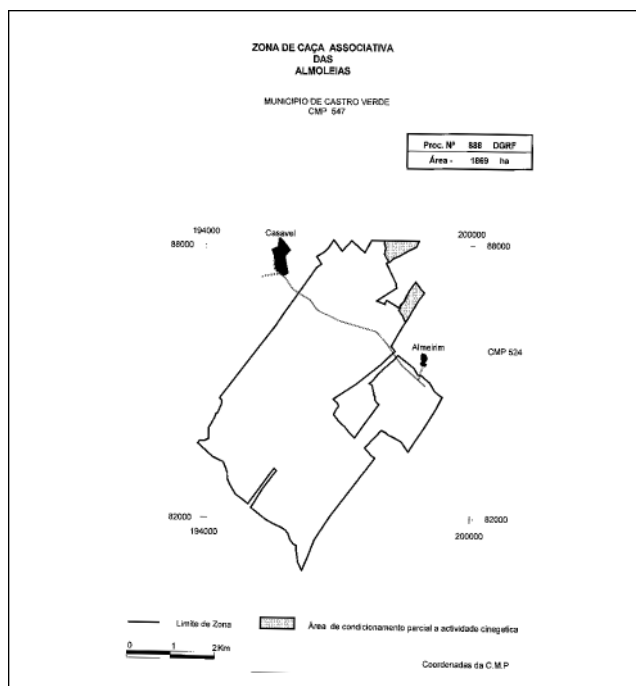 ZONA DE CAÇA ASSOCIATIVA
DAS
ALMOLEIAS
MUNICIPIO DE CASTRO VERDE
CMP 547
Proc. Nº 888 DGRF
Área - 1869 ha
194000
200000
Casavel
88000
88000
Almeirim
CMP 524
82000
82000
194000
200000
Limite de Zona
Área de condicionamento parcial a actividade cinegetica
0 1 2 Km
Coordenadas da C.M.P